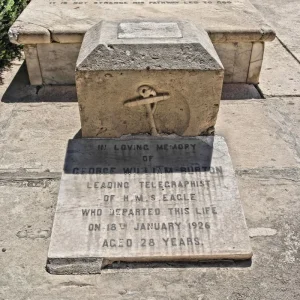 IN LOVING MEMORY
OF
GEORGE WILLIAM BURTON
LEADING TELEGRAPHIST
OF H.M.S. EAGLE
WHO DEPARTED THIS LIFE
ON 18TH JANUARY 1926
AGED 28 YEARS.